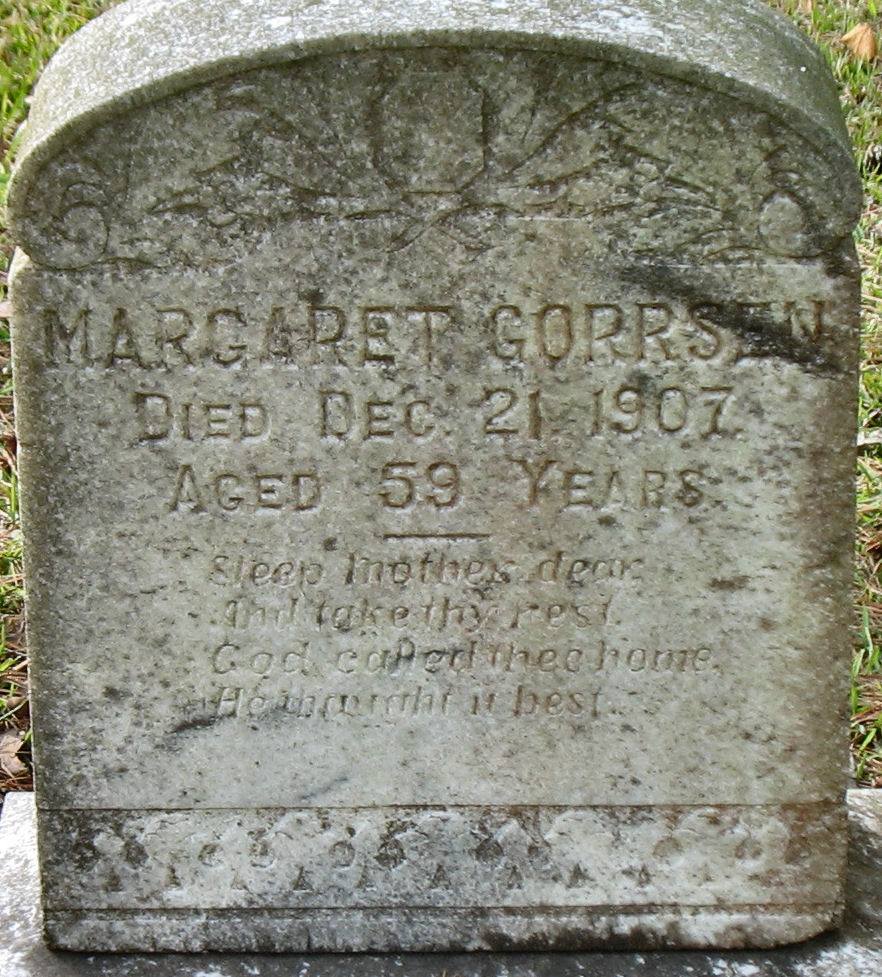 MARGARET GORRSEN
DIED DEC. 21, 1907.
AGED 59 YEARS.
Sleep mother, dear,
And take thy rest.
God called thee home,
He thought it best.